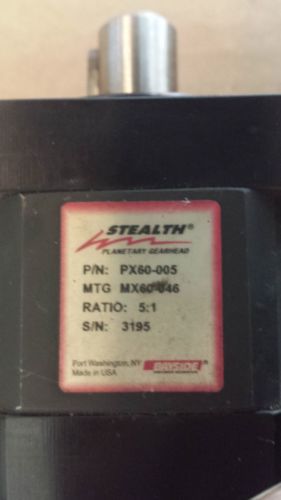 STEALTH®
PLANETARY GEARHEAD
P/N: PX60-005
MTG MX60-046
RATIO: 5:1
S/N: 3195
Port Washington, NY
Made in USA
BAYSIDE®